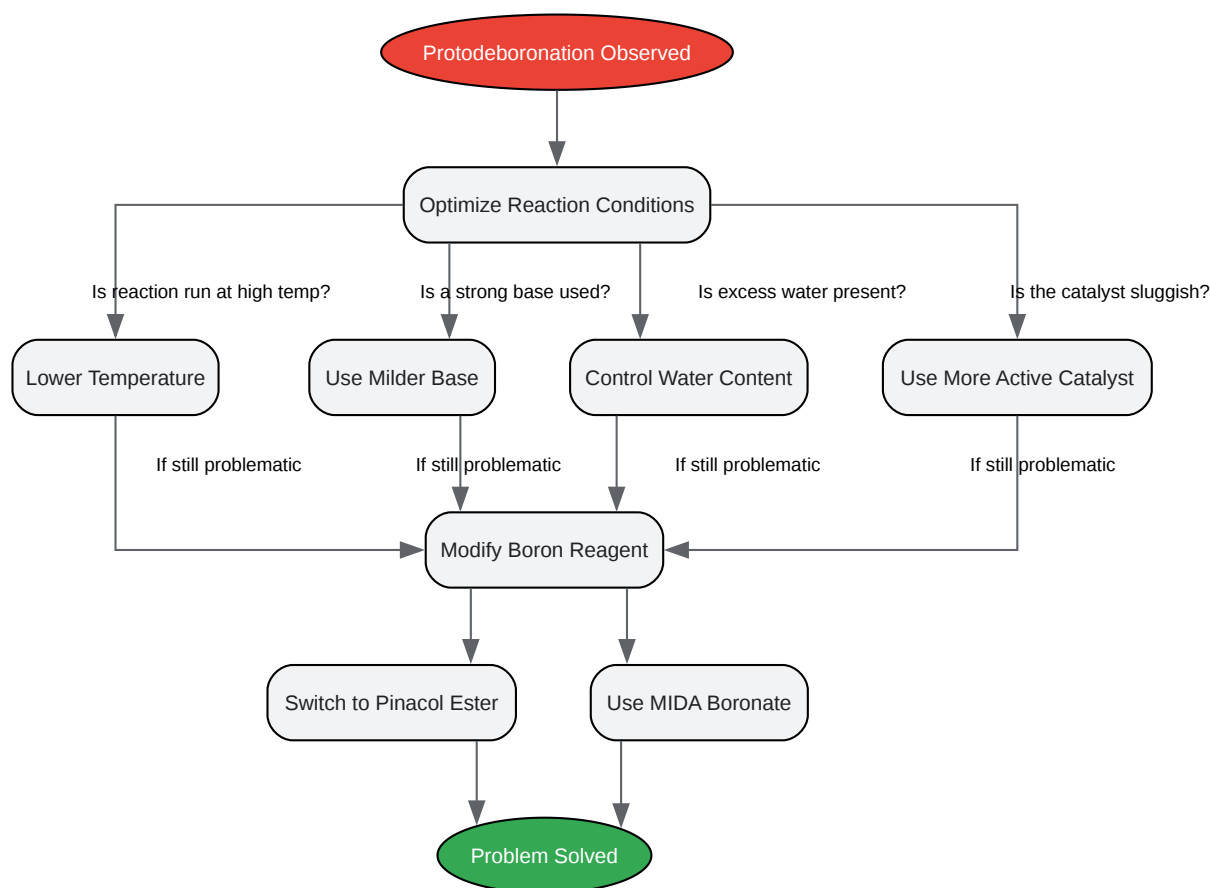 Protodeboronation Observed
Optimize Reaction Conditions
Is reaction run at high temp?
Is a strong base used?
Is excess water present?
Is the catalyst sluggish?
Lower Temperature
Use Milder Base
Control Water Content
Use More Active Catalyst
If still problematic
If still problematic
If still problematic
If still problematic
Modify Boron Reagent
Switch to Pinacol Ester
Use MIDA Boronate
Problem Solved